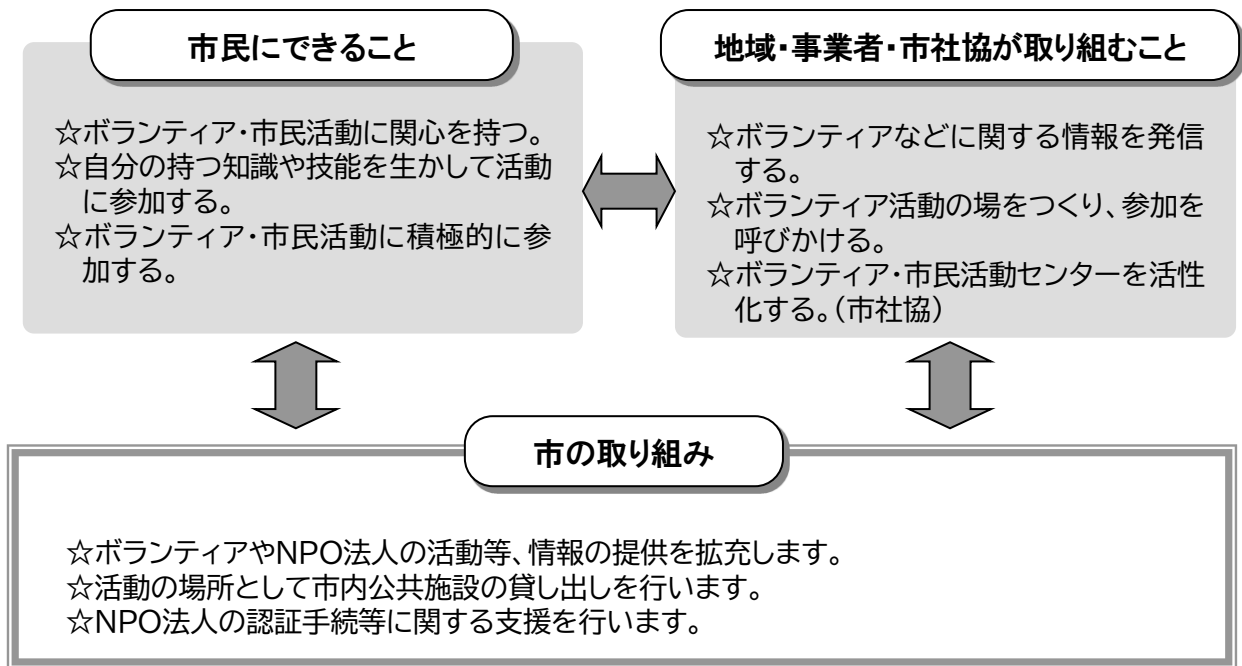 市民にできること
☆ボランティア・市民活動に関心を持つ。
☆自分の持つ知識や技能を生かして活動
に参加する。
☆ボランティア・市民活動に積極的に参
加する。
地域・事業者・市社協が取り組むこと
☆ボランティアなどに関する情報を発信
する。
☆ボランティア活動の場をつくり、参加を
呼びかける。
☆ボランティア・市民活動センターを活性
化する。(市社協)
市の取り組み
☆ボランティアやNPO法人の活動等、情報の提供を拡充します。
☆活動の場所として市内公共施設の貸し出しを行います。
☆NPO法人の認証手続等に関する支援を行います。